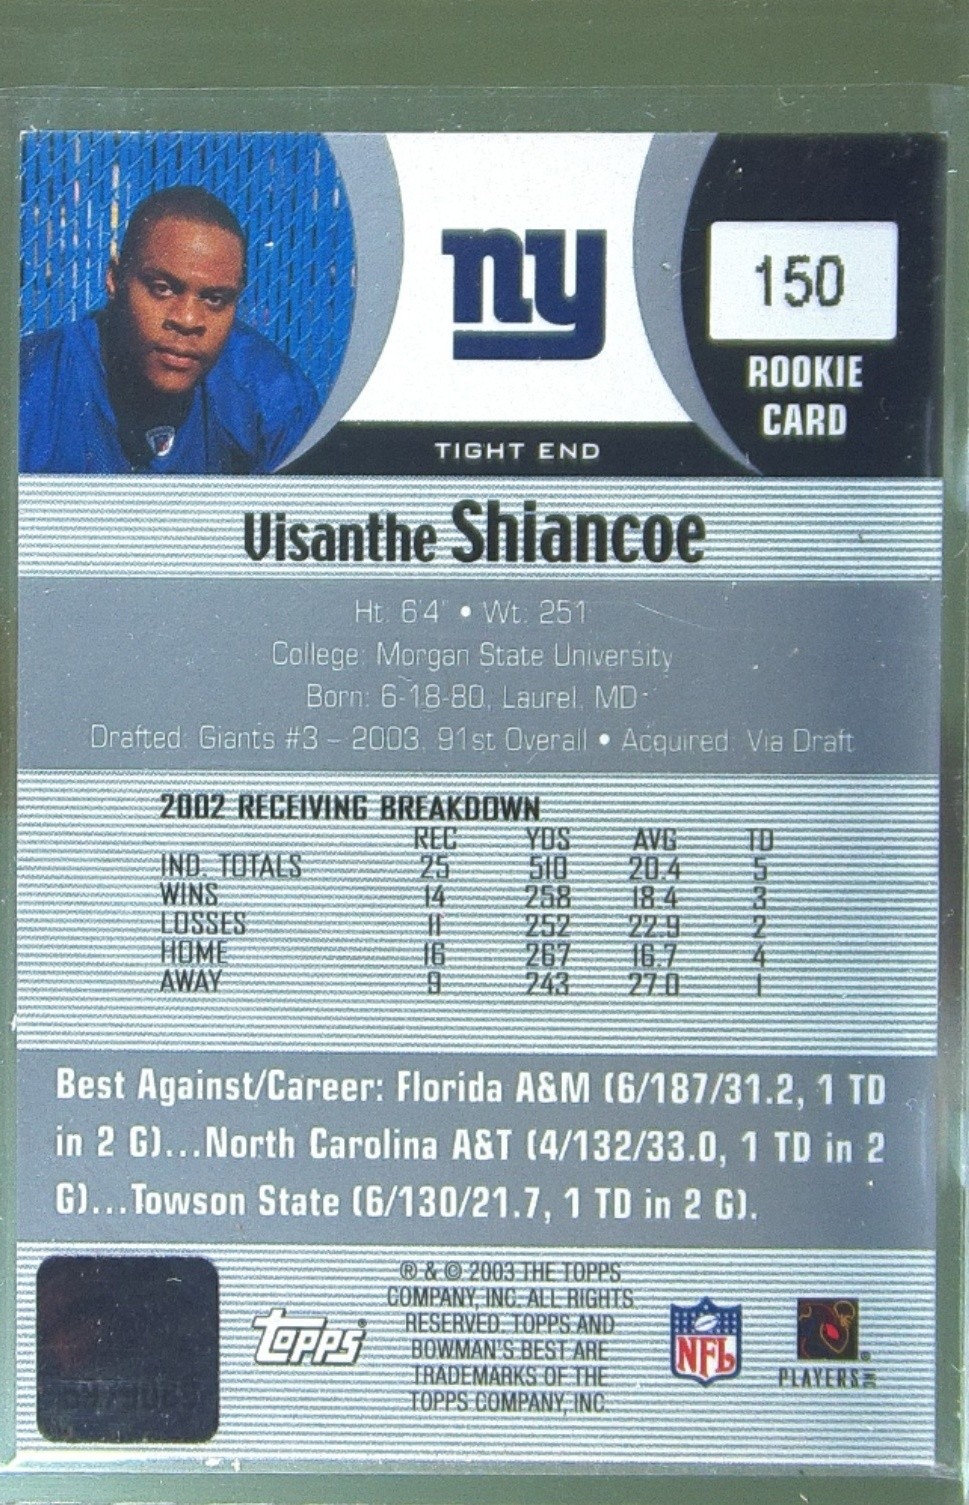 ny
150
ROOKIE
CARD
TIGHT END
Visanthe Shiancoe
Ht: 6'4" • Wt: 251
College: Morgan State University
Born: 6-18-80, Laurel, MD
Drafted: Giants #3 – 2003, 91st Overall • Acquired: Via Draft
2002 RECEIVING BREAKDOWN
REC YDS AVG TD
IND. TOTALS 25 510 20.4 5
WINS 14 258 18.4 3
LOSSES 11 252 22.9 2
HOME 16 267 16.7 4
AWAY 9 243 27.0 1
Best Against/Career: Florida A&M (6/187/31.2, 1 TD
in 2 G)...North Carolina A&T (4/132/33.0, 1 TD in 2
G)...Towson State (6/130/21.7, 1 TD in 2 G).
® & © 2003 THE TOPPS
COMPANY, INC. ALL RIGHTS
RESERVED. TOPPS AND
BOWMAN'S BEST ARE
TRADEMARKS OF THE
TOPPS COMPANY, INC.
Topps®
NFL
PLAYERS INC